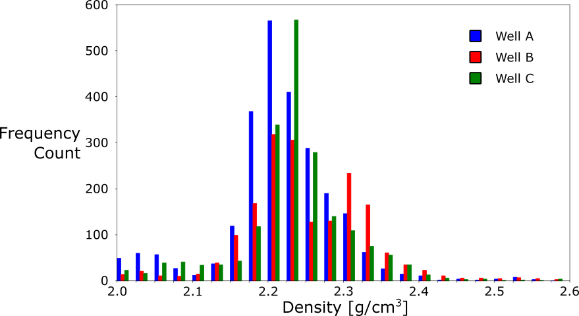 600
500
400
300
200
100
0
Frequency
Count
Well A
Well B
Well C
2.0 2.1 2.2 2.3 2.4 2.5 2.6
Density [g/cm³]